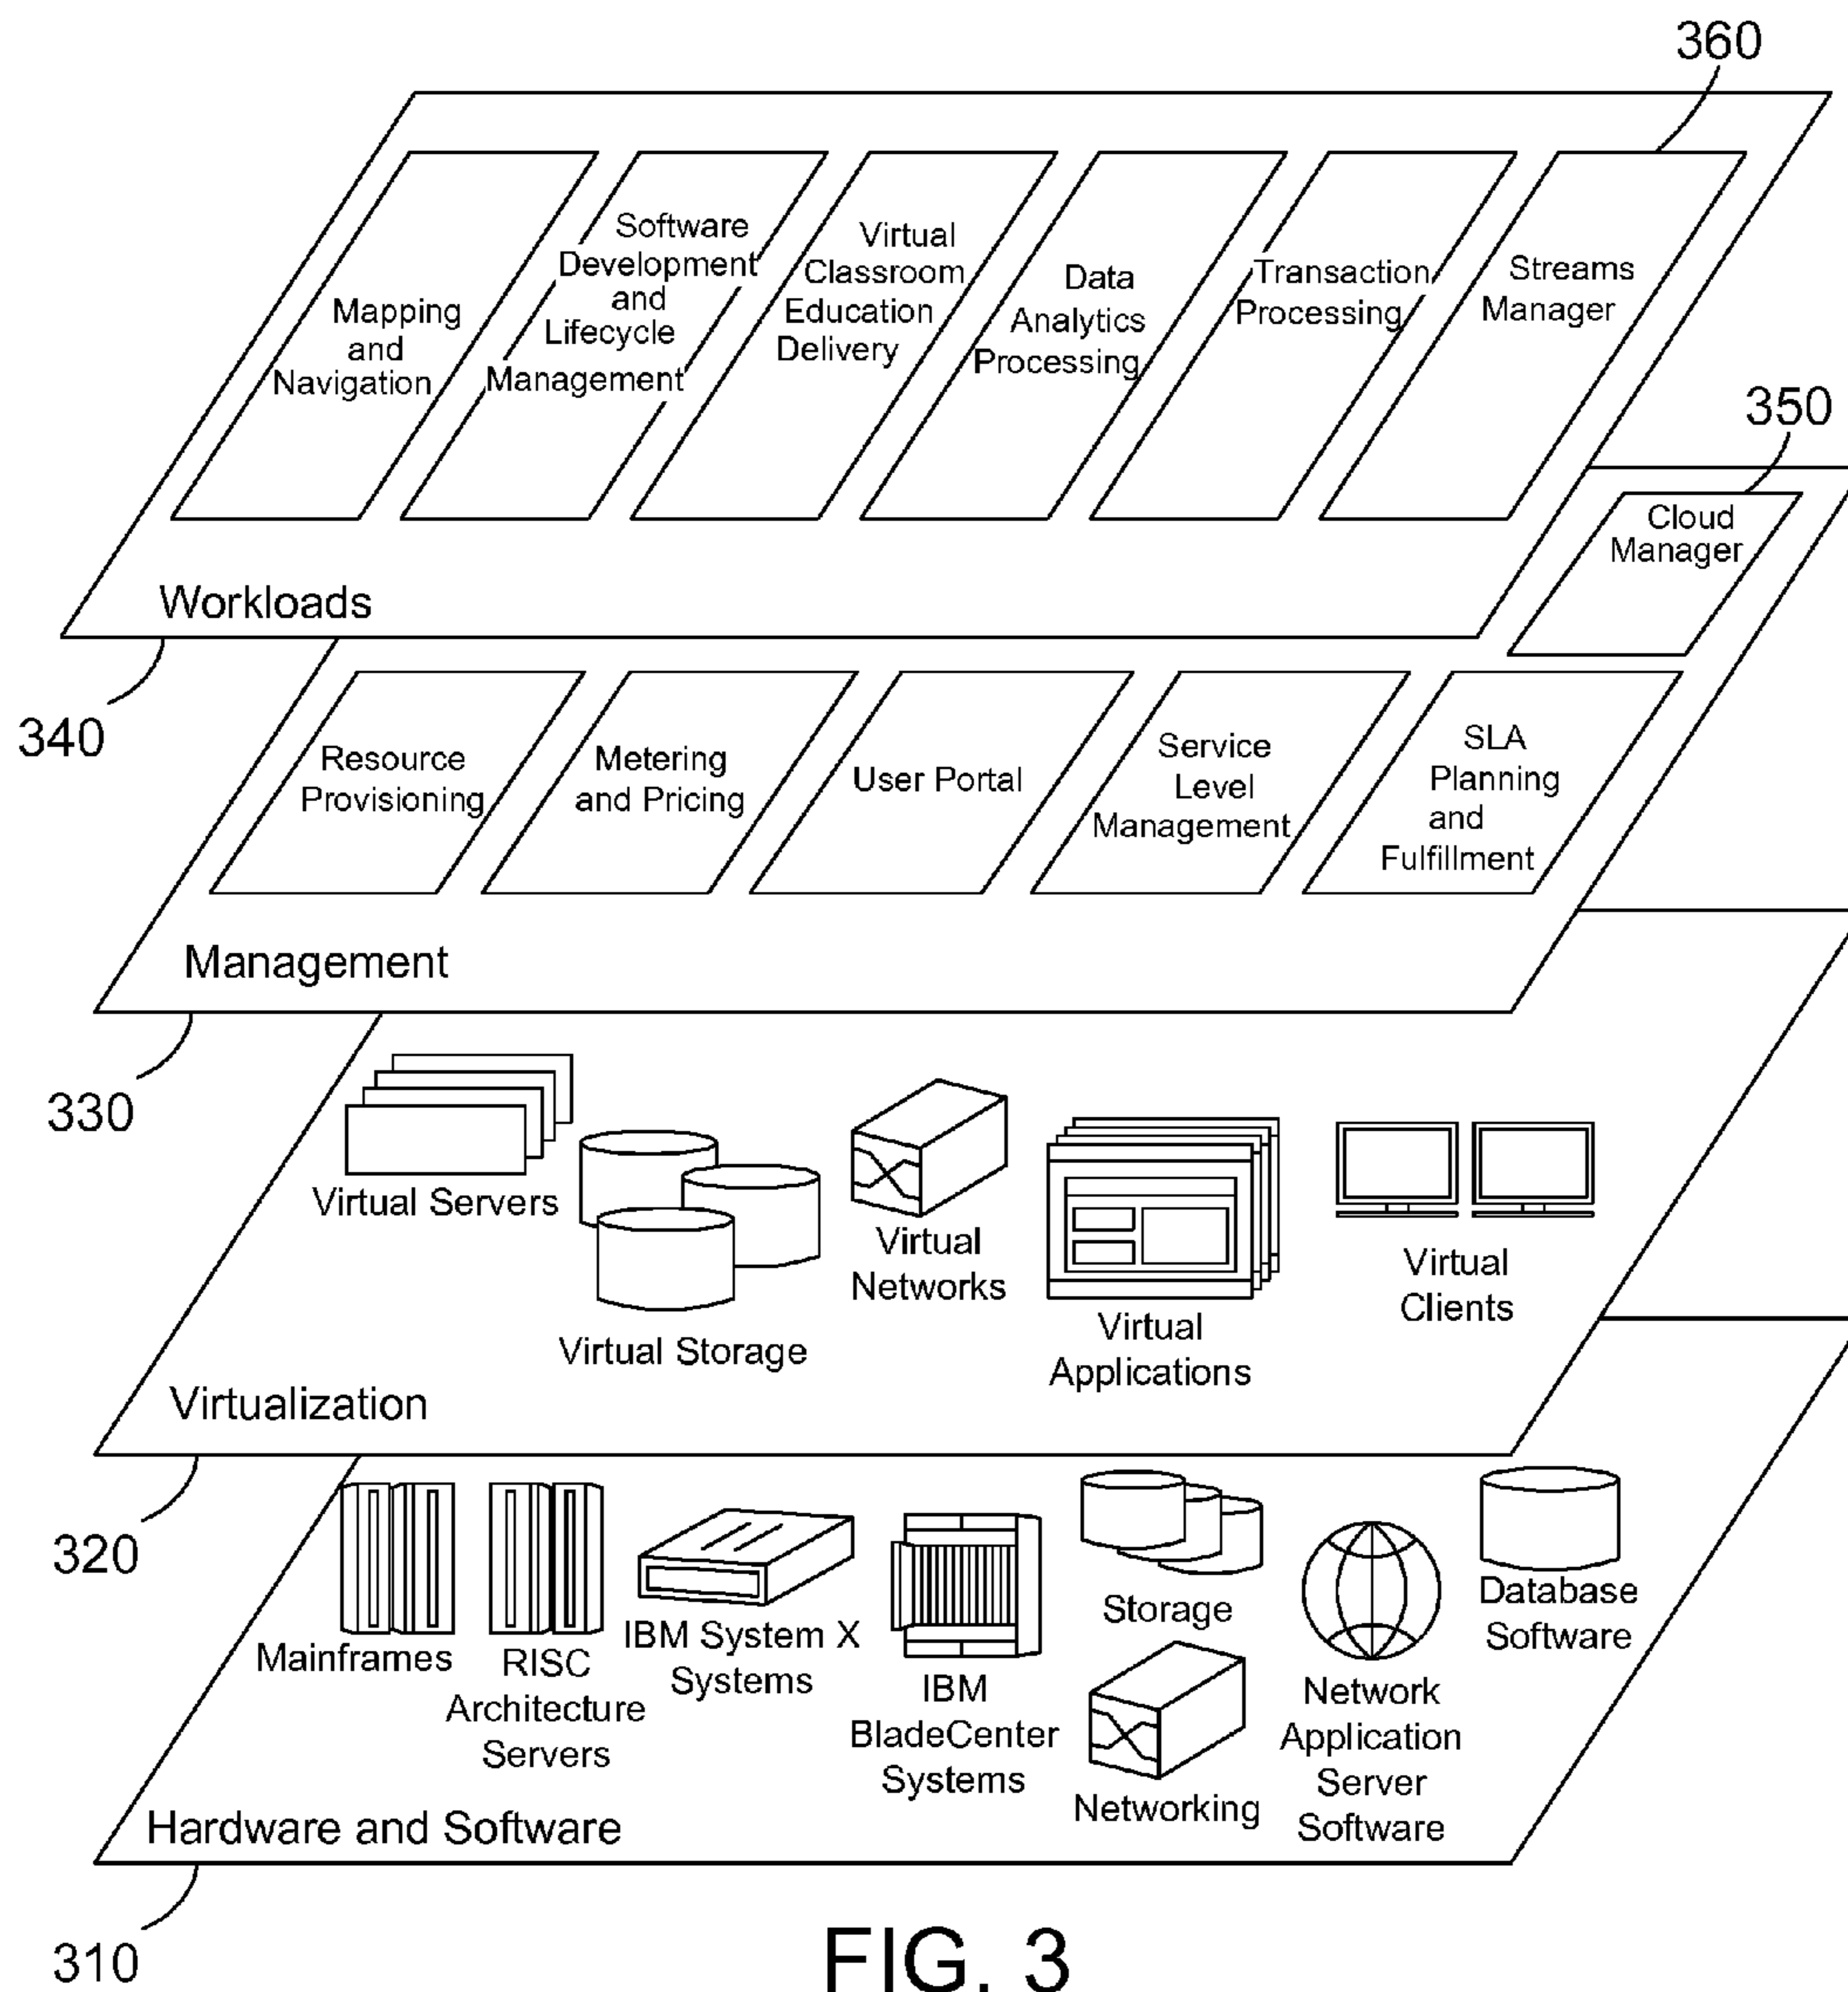 360
Mapping
and
Navigation
Software
Development
and
Lifecycle
Management
Virtual
Classroom
Education
Delivery
Data
Analytics
Processing
Transaction
Processing
Streams
Manager
350
Cloud
Manager
Workloads
340
Resource
Provisioning
Metering
and Pricing
User Portal
Service
Level
Management
SLA
Planning
and
Fulfillment
Management
330
Virtual Servers
Virtual Storage
Virtual
Networks
Virtual
Applications
Virtual
Clients
Virtualization
320
Mainframes
RISC
Architecture
Servers
IBM System X
Systems
IBM
BladeCenter
Systems
Storage
Networking
Network
Application
Server
Software
Database
Software
Hardware and Software
310
FIG. 3